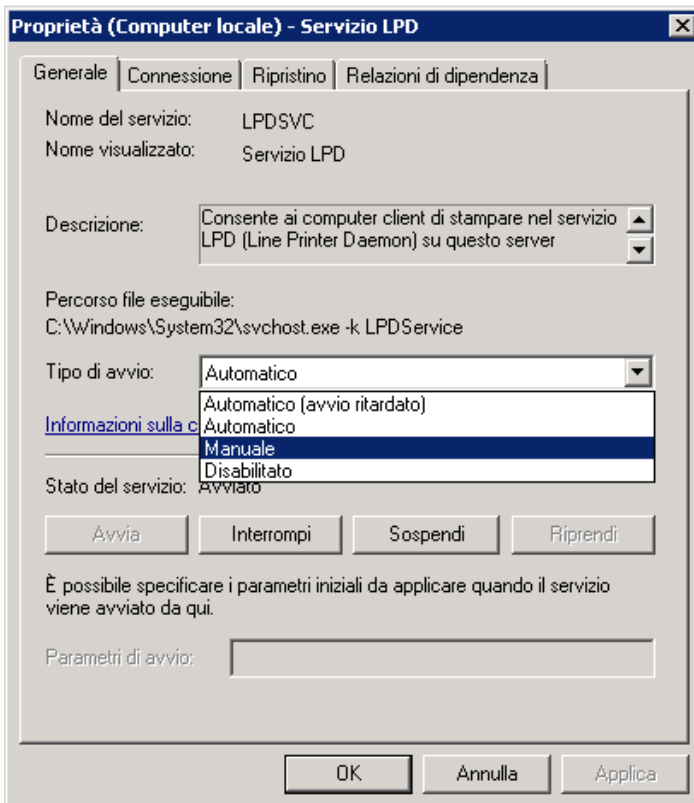 Proprietà (Computer locale) - Servizio LPD
Generale Connessione Ripristino Relazioni di dipendenza
Nome del servizio: LPDSVC
Nome visualizzato: Servizio LPD
Descrizione: Consente ai computer client di stampare nel servizio
LPD (Line Printer Daemon) su questo server
Percorso file eseguibile:
C:\Windows\System32\svchost.exe -k LPDService
Tipo di avvio: Automatico
Automatico (avvio ritardato)
Informazioni sulla c Automatico
Manuale
Disabilitato
Stato del servizio: Avviato
Avvia Interrompi Sospendi Riprendi
È possibile specificare i parametri iniziali da applicare quando il servizio
viene avviato da qui.
Parametri di avvio:
OK Annulla Applica